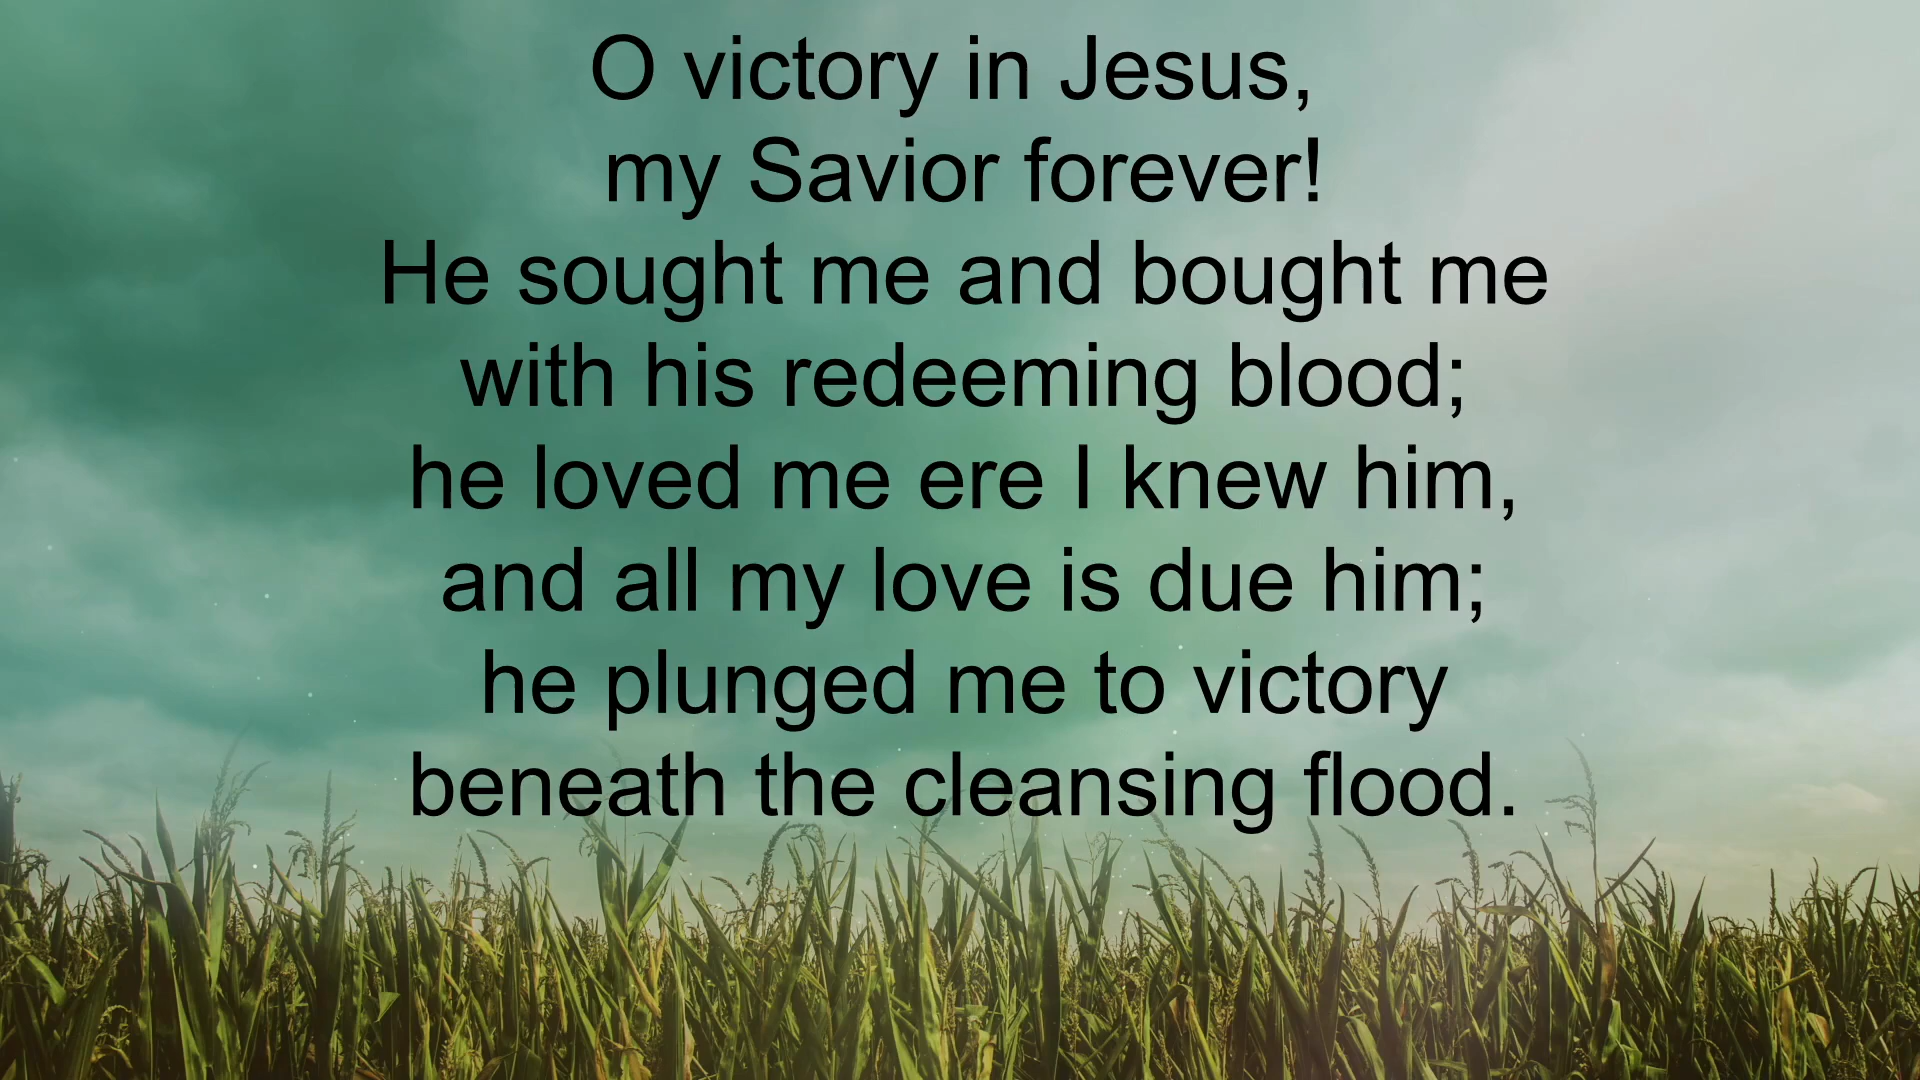 O victory in Jesus,
my Savior forever!
He sought me and bought me
with his redeeming blood;
he loved me ere I knew him,
and all my love is due him;
he plunged me to victory
beneath the cleansing flood.